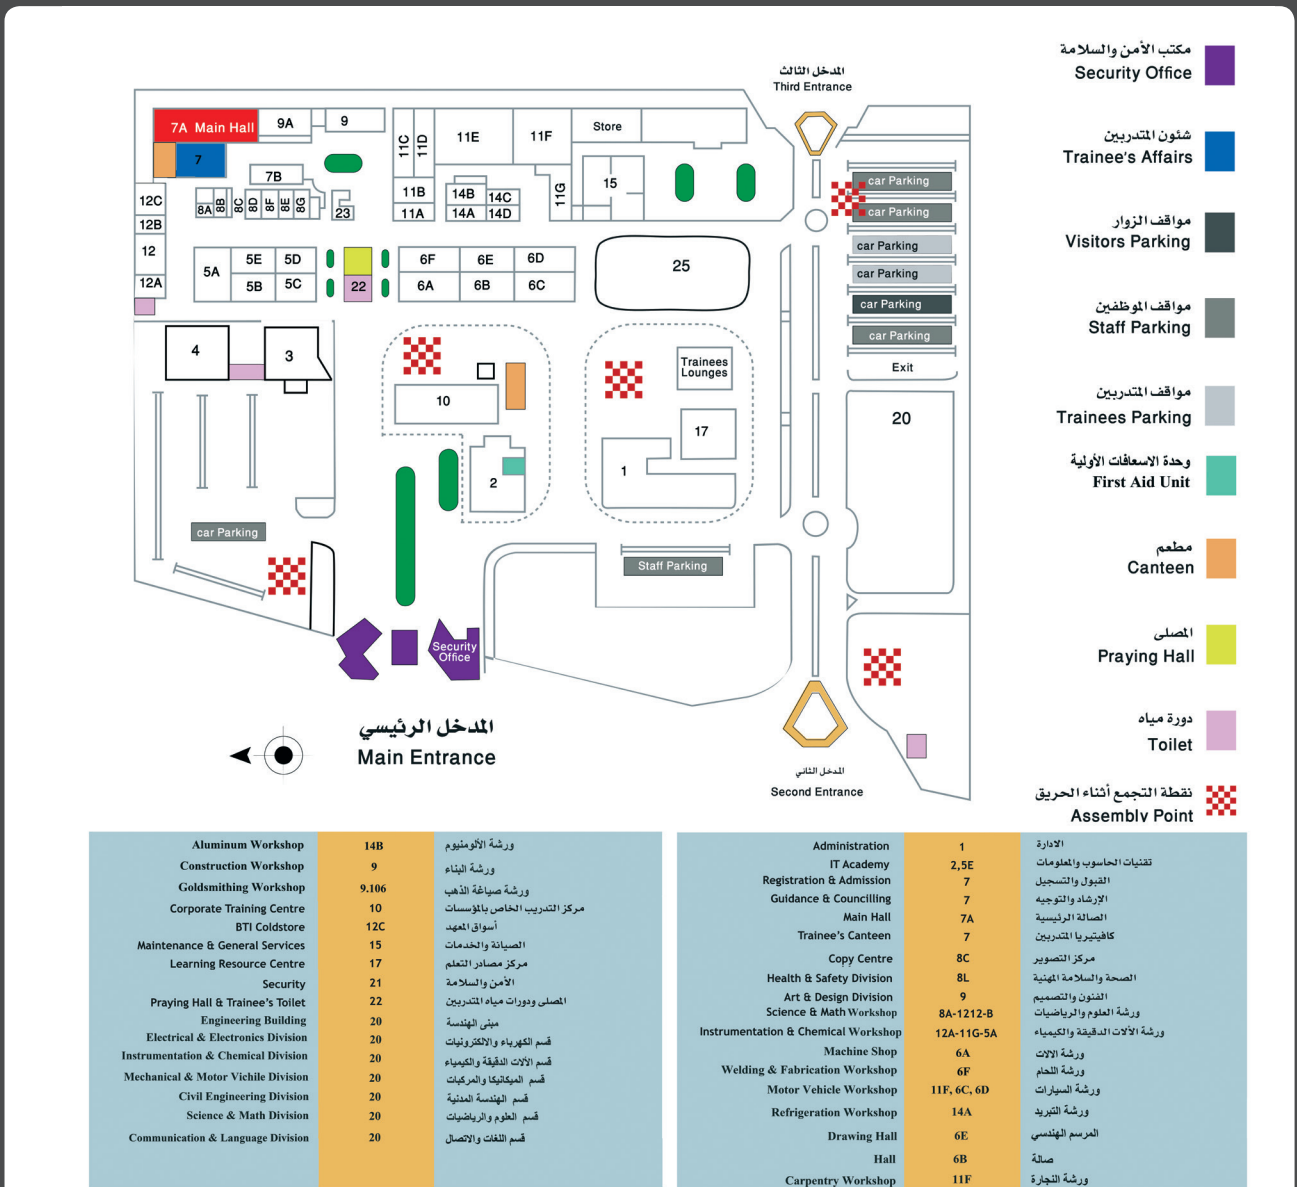 المدخل الثالث
Third Entrance
7A Main Hall
9A
9
11C
11D
11E
11F
Store
7
7B
15
12C
8A
8B
8C
8D
8F
8E
8G
23
11B
11A
14B
14C
14A
14D
11G
12B
12
12A
5A
5E
5D
5B
5C
22
6F
6E
6D
6A
6B
6C
25
car Parking
car Parking
car Parking
car Parking
car Parking
car Parking
Exit
4
3
10
Trainees
Lounges
17
1
2
20
car Parking
Staff Parking
Security
Office
المدخل الرئيسي
Main Entrance
المدخل الثاني
Second Entrance
مكتب الأمن والسلامة
Security Office
شئون المتدربين
Trainee's Affairs
مواقف الزوار
Visitors Parking
مواقف الموظفين
Staff Parking
مواقف المتدربين
Trainees Parking
وحدة الاسعافات الأولية
First Aid Unit
مطعم
Canteen
المصلى
Praying Hall
دورة مياه
Toilet
نقطة التجمع أثناء الحريق
Assembly Point
Aluminum Workshop 14B ورشة الألومنيوم
Construction Workshop 9 ورشة البناء
Goldsmithing Workshop 9.106 ورشة صياغة الذهب
Corporate Training Centre 10 مركز التدريب الخاص بالمؤسسات
BTI Coldstore 12C أسواق المعهد
Maintenance & General Services 15 الصيانة والخدمات
Learning Resource Centre 17 مركز مصادر التعلم
Security 21 الأمن والسلامة
Praying Hall & Trainee's Toilet 22 المصلى ودورات مياه المتدربين
Engineering Building 20 مبنى الهندسة
Electrical & Electronics Division 20 قسم الكهرباء والالكترونيات
Instrumentation & Chemical Division 20 قسم الآلات الدقيقة والكيمياء
Mechanical & Motor Vichile Division 20 قسم الميكانيكا والمركبات
Civil Engineering Division 20 قسم الهندسة المدنية
Science & Math Division 20 قسم العلوم والرياضيات
Communication & Language Division 20 قسم اللغات والاتصال
Administration 1 الادارة
IT Academy 2,5E تقنيات الحاسوب والمعلومات
Registration & Admission 7 القبول والتسجيل
Guidance & Councilling 7 الإرشاد والتوجيه
Main Hall 7A الصالة الرئيسية
Trainee's Canteen 7 كافيتيريا المتدربين
Copy Centre 8C مركز التصوير
Health & Safety Division 8L الصحة والسلامة المهنية
Art & Design Division 9 الفنون والتصميم
Science & Math Workshop 8A-1212-B ورشة العلوم والرياضيات
Instrumentation & Chemical Workshop 12A-11G-5A ورشة الآلات الدقيقة والكيمياء
Machine Shop 6A ورشة الالات
Welding & Fabrication Workshop 6F ورشة اللحام
Motor Vehicle Workshop 11F, 6C, 6D ورشة السيارات
Refrigeration Workshop 14A ورشة التبريد
Drawing Hall 6E المرسم الهندسي
Hall 6B صالة
Carpentry Workshop 11F ورشة النجارة